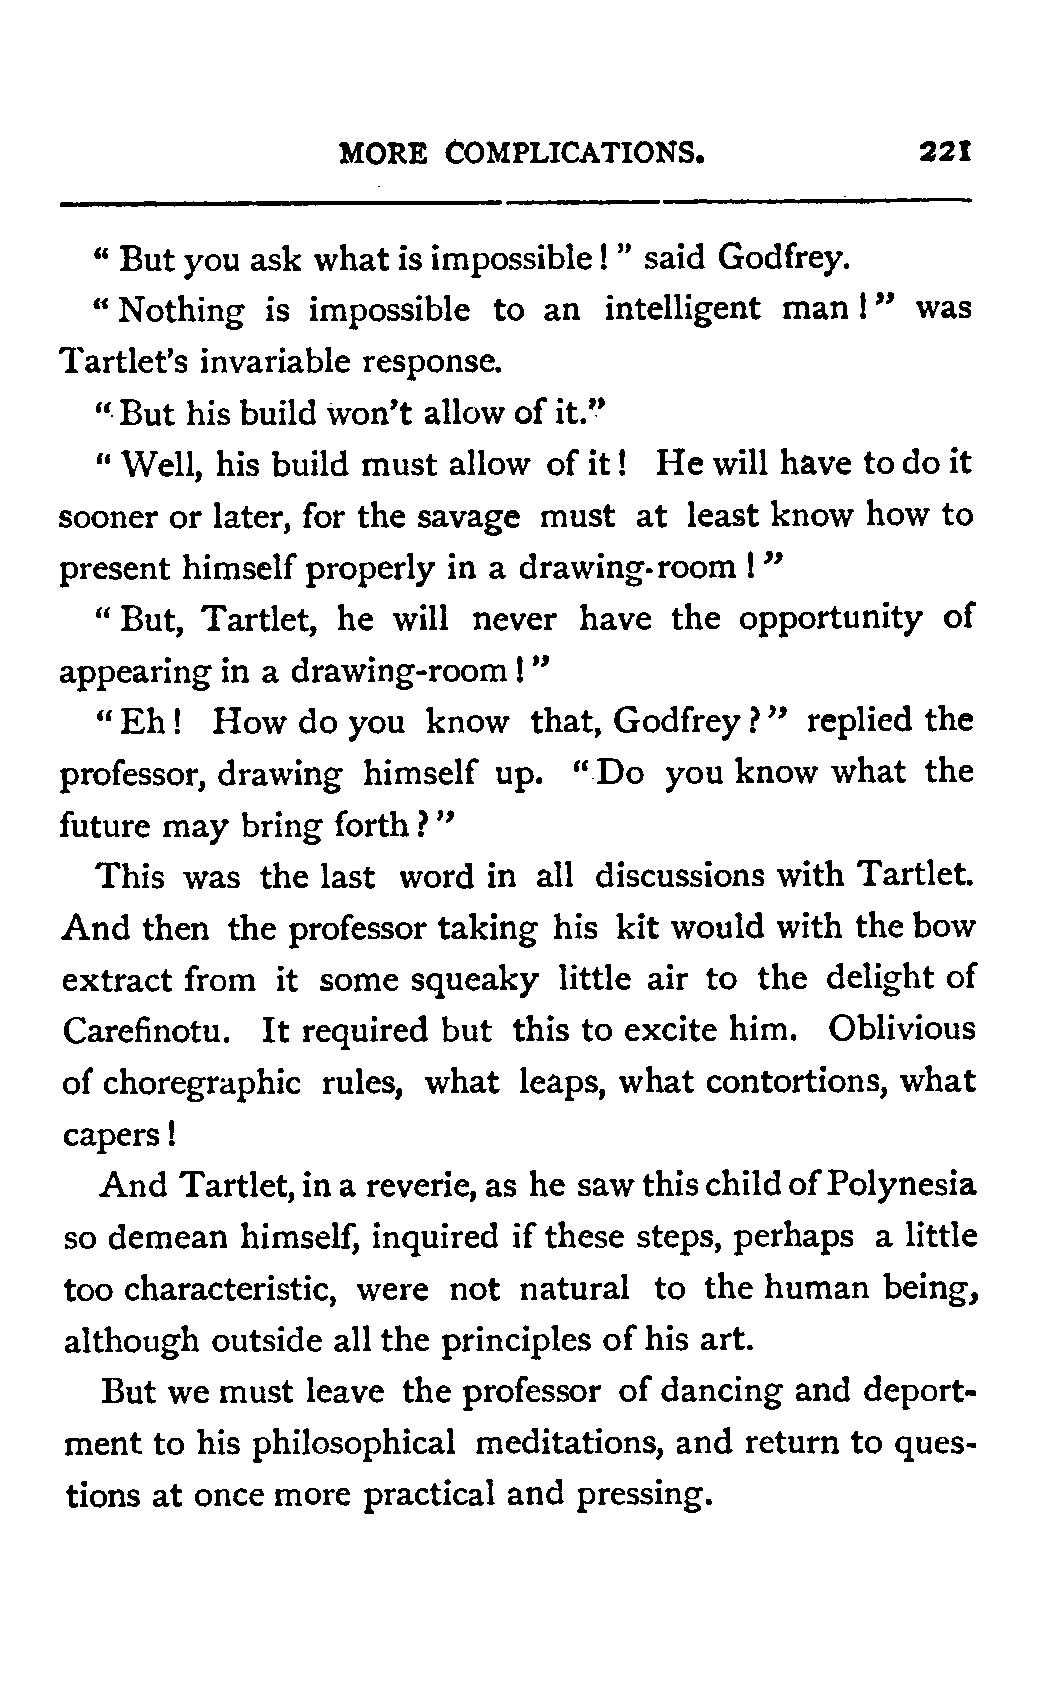 MORE COMPLICATIONS. 221
“ But you ask what is impossible ! ” said Godfrey.
“ Nothing is impossible to an intelligent man ! ” was
Tartlet's invariable response.
“ But his build won't allow of it.”
“ Well, his build must allow of it ! He will have to do it
sooner or later, for the savage must at least know how to
present himself properly in a drawing-room ! ”
“ But, Tartlet, he will never have the opportunity of
appearing in a drawing-room ! ”
“ Eh ! How do you know that, Godfrey ? ” replied the
professor, drawing himself up. “ Do you know what the
future may bring forth ? ”
This was the last word in all discussions with Tartlet.
And then the professor taking his kit would with the bow
extract from it some squeaky little air to the delight of
Carefinotu. It required but this to excite him. Oblivious
of choregraphic rules, what leaps, what contortions, what
capers !
And Tartlet, in a reverie, as he saw this child of Polynesia
so demean himself, inquired if these steps, perhaps a little
too characteristic, were not natural to the human being,
although outside all the principles of his art.
But we must leave the professor of dancing and deport-
ment to his philosophical meditations, and return to ques-
tions at once more practical and pressing.